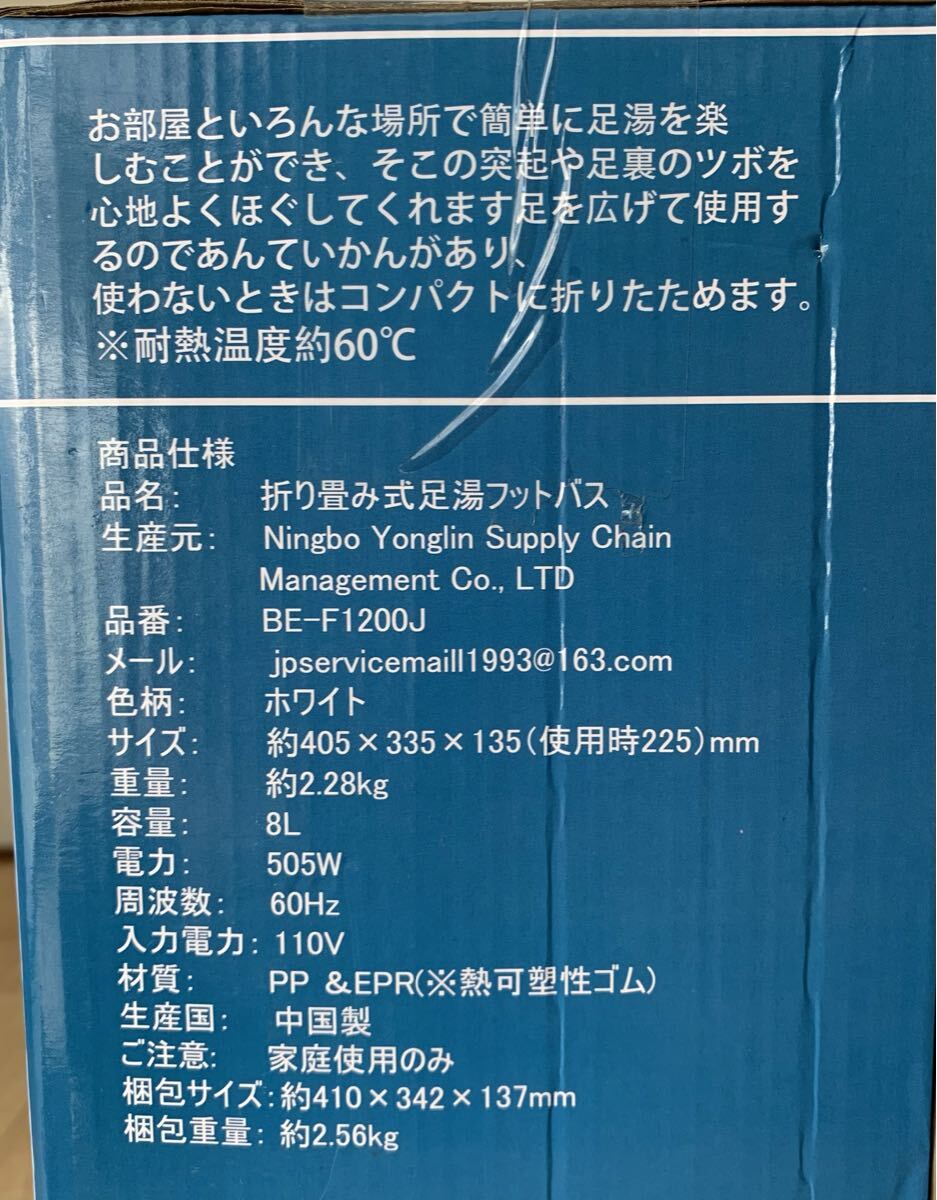 お部屋といろんな場所で簡単に足湯を楽
しむことができ、そこの突起や足裏のツボを
心地よくほぐしてくれます足を広げて使用す
るのであんていかんがあり、
使わないときはコンパクトに折りたためます。
※耐熱温度約60℃
商品仕様
品名： 折り畳み式足湯フットバス
生産元： Ningbo Yonglin Supply Chain
Management Co., LTD
品番： BE-F1200J
メール： jpservicemaill1993@163.com
色柄： ホワイト
サイズ： 約405×335×135（使用時225）mm
重量： 約2.28kg
容量： 8L
電力： 505W
周波数： 60Hz
入力電力： 110V
材質： PP &EPR(※熱可塑性ゴム)
生産国： 中国製
ご注意: 家庭使用のみ
梱包サイズ：約410×342×137mm
梱包重量： 約2.56kg